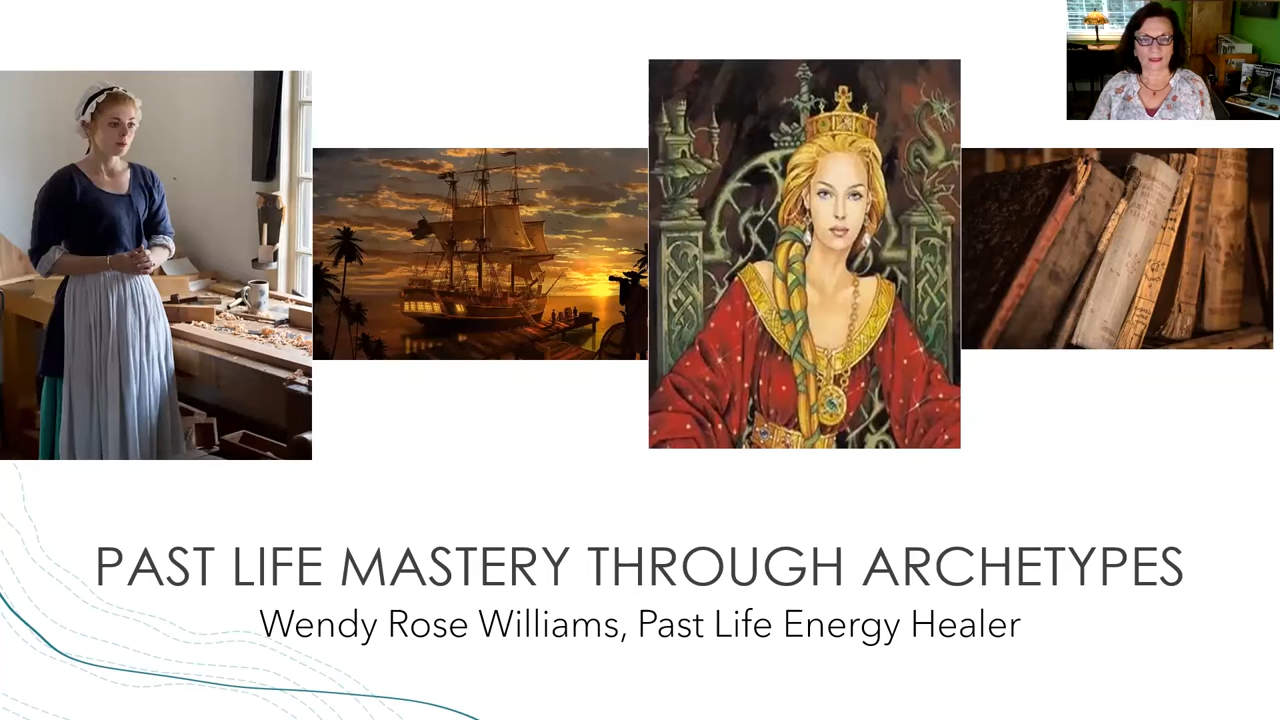 PAST LIFE MASTERY THROUGH ARCHETYPES
Wendy Rose Williams, Past Life Energy Healer